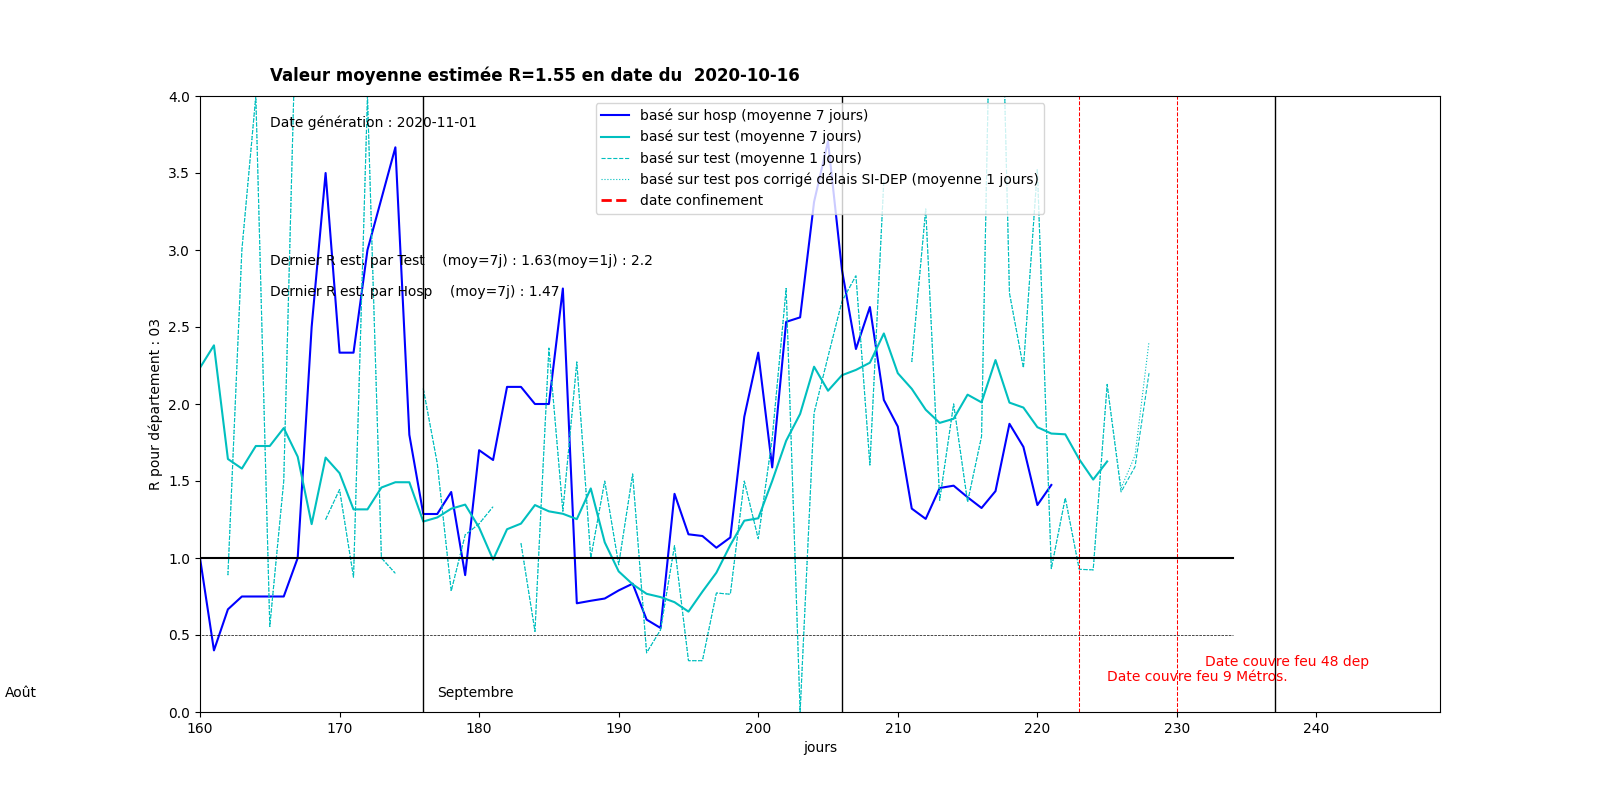 Valeur moyenne estimée R=1.55 en date du  2020-10-16
Date génération : 2020-11-01
basé sur hosp (moyenne 7 jours)
basé sur test (moyenne 7 jours)
basé sur test (moyenne 1 jours)
basé sur test pos corrigé délais SI-DEP (moyenne 1 jours)
date confinement
Dernier R est. par Test    (moy=7j) : 1.63(moy=1j) : 2.2
Dernier R est. par Hosp    (moy=7j) : 1.47
R pour département : 03
4.0
3.5
3.0
2.5
2.0
1.5
1.0
0.5
0.0
Date couvre feu 48 dep
Date couvre feu 9 Métros.
Août
Septembre
160 170 180 190 200 210 220 230 240
jours